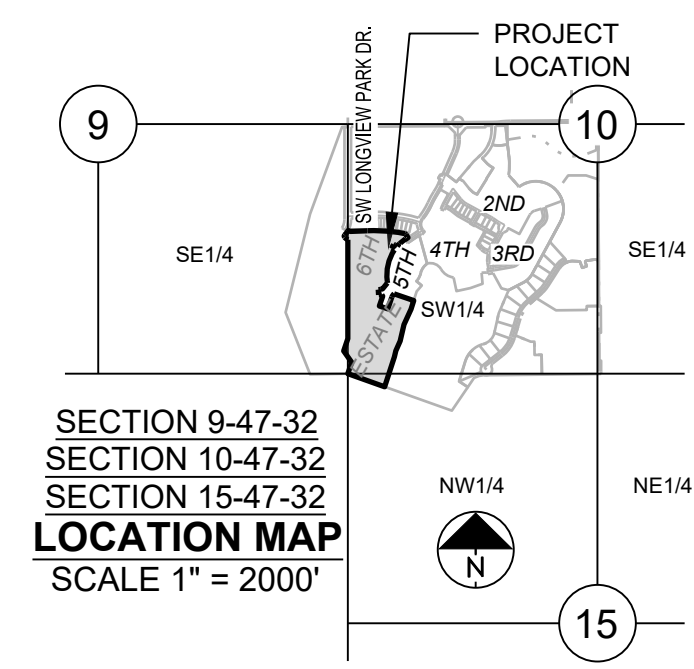 PROJECT
LOCATION
SW LONGVIEW PARK DR.
9
10
2ND
SE1/4
6TH
5TH
4TH
3RD
SE1/4
SW1/4
ESTATE
SECTION 9-47-32
SECTION 10-47-32
SECTION 15-47-32
LOCATION MAP
SCALE 1" = 2000'
NW1/4
NE1/4
N
15